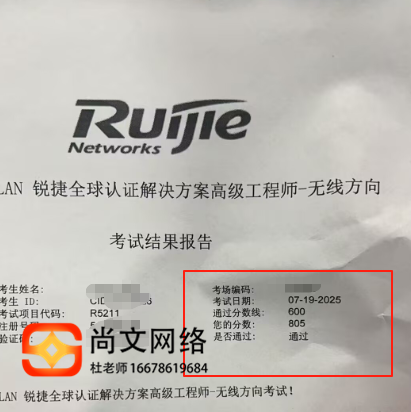 Ruijie
Networks
LAN 锐捷全球认证解决方案高级工程师-无线方向
考试结果报告
考生姓名:
考生 ID: CID
考试项目代码: R5211
注册号
验证码
考场编码:
考试日期: 07-19-2025
通过分数线: 600
您的分数: 805
是否通过: 通过
尚文网络
杜老师 16678619684
LAN 锐捷全球认证解决方案高级工程师-无线方向考试!